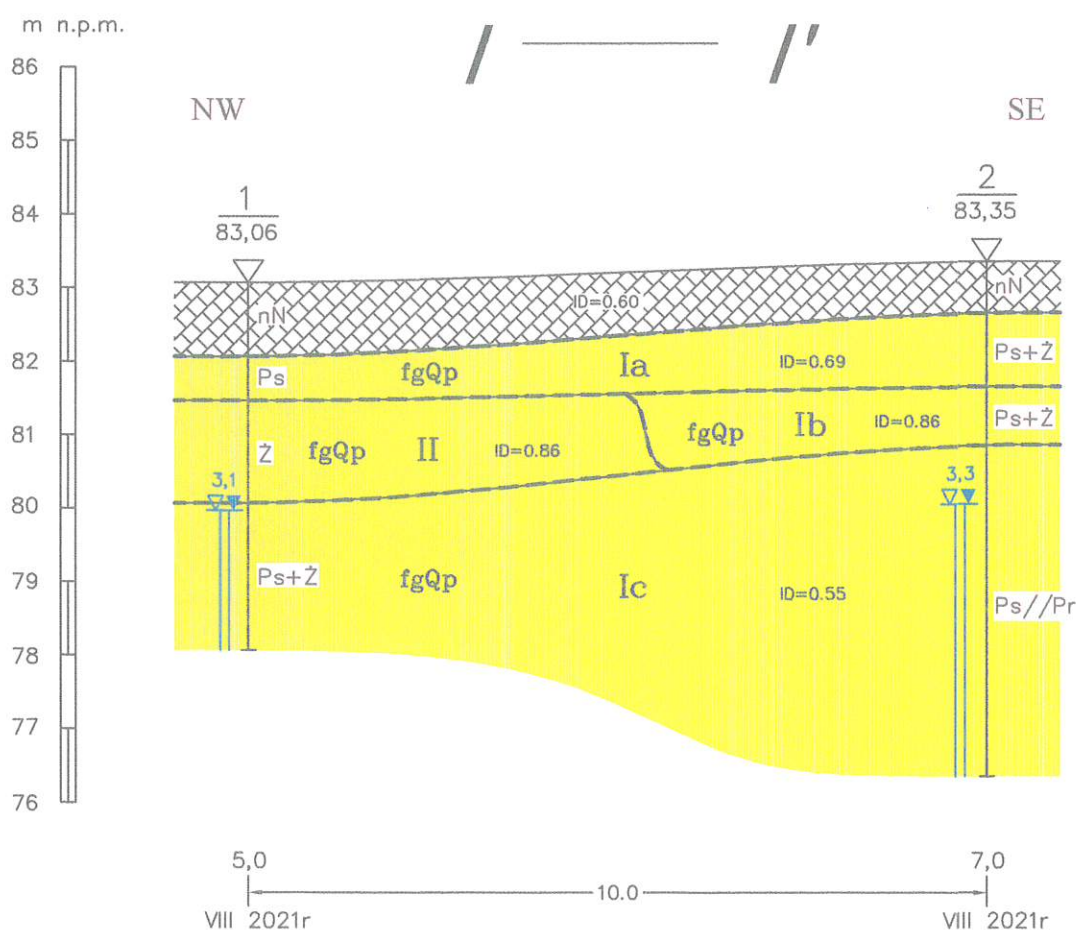 m n.p.m.
I ——— I'
86
NW SE
85
1 2
84 83,06 83,35
83 nN ID=0.60 nN
82 Ps fgQp Ia ID=0.69 Ps+Ż
81 Ż fgQp II ID=0.86 fgQp Ib ID=0.86 Ps+Ż
80 3,1 3,3
79 Ps+Ż fgQp Ic ID=0.55 Ps//Pr
78
77
76
5,0 7,0
10.0
VIII 2021r VIII 2021r